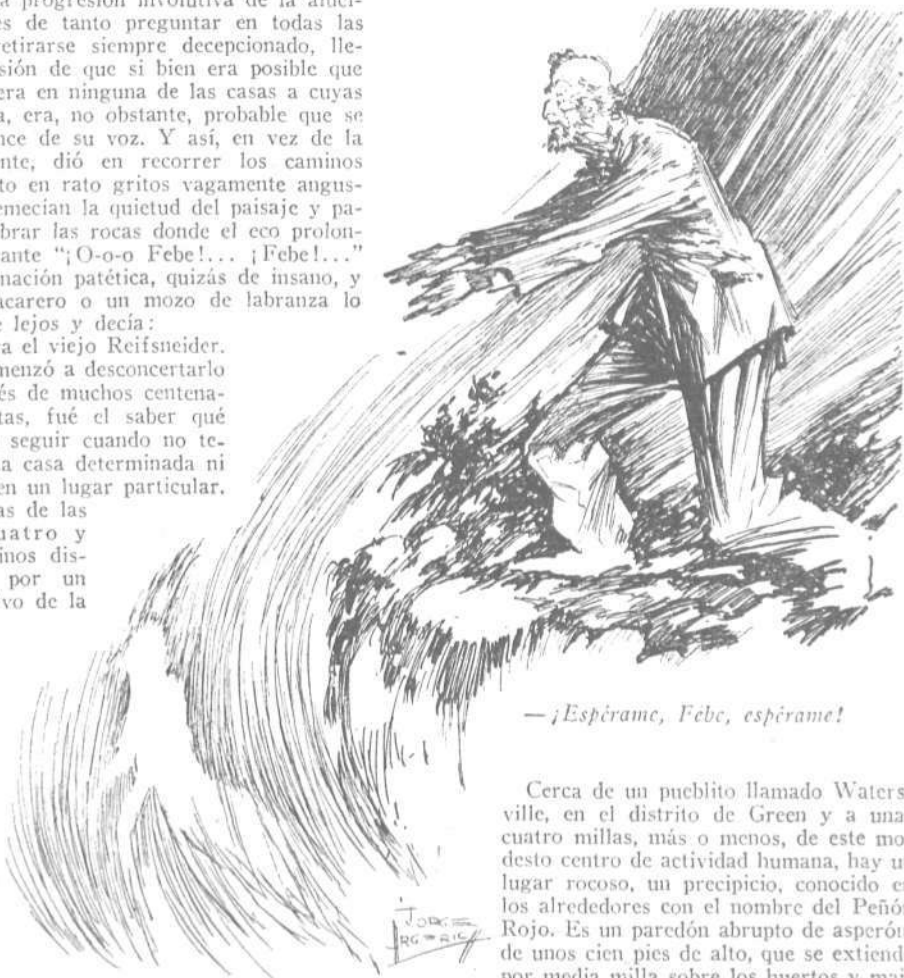 progresión involutiva de la aluci-
es de tanto preguntar en todas las
etirarse siempre decepcionado, lle-
sión de que si bien era posible que
era en ninguna de las casas a cuyas
a, era, no obstante, probable que se
nce de su voz. Y así, en vez de la
nte, dió en recorrer los caminos
to en rato gritos vagamente angus-
emecían la quietud del paisaje y pa-
brar las rocas donde el eco prolon-
ante "¡O-o-o Febe!... ¡Febe!..."
nación patética, quizás de insano, y
acarero o un mozo de labranza lo
e lejos y decía:
a el viejo Reifsneider.
menzó a desconcertarlo
és de muchos centena-
tas, fué el saber qué
seguir cuando no te-
a casa determinada ni
en un lugar particular.
as de las
uatro y
inos dis-
por un
vo de la
— ¡Espérame, Febe, espérame!
Cerca de un pueblito llamado Waters-
ville, en el distrito de Green y a una
cuatro millas, más o menos, de este mo-
desto centro de actividad humana, hay u
lugar rocoso, un precipicio, conocido e
los alrededores con el nombre del Peñó
Rojo. Es un paredón abrupto de asperón
de unos cien pies de alto, que se extiend
por media milla sobre los huertos y
JORGE